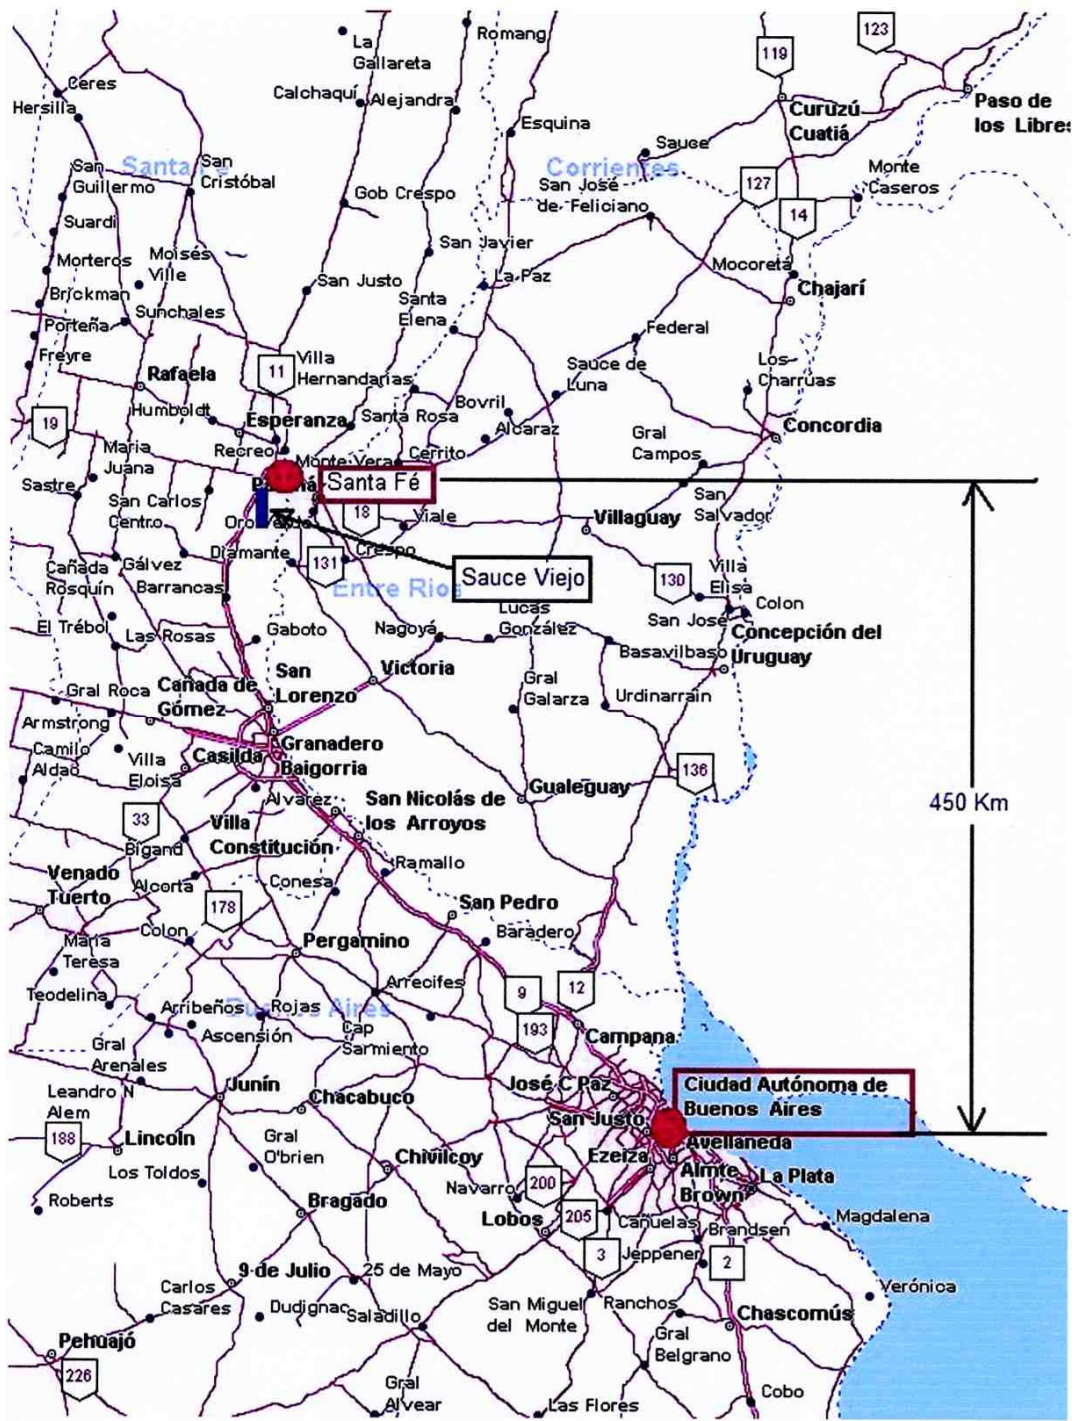 123
La
Gallareta
Romang
119
Ceres
Hersilla
Calchaquí
Alejandra
Esquina
Curuzú
Cuatiá
Paso de
los Libres
Santa Fe
San
Guillermo
San
Cristóbal
Corrientes
Sauce
Monte
Caseros
127
14
Gob Crespo
San José
de Feliciano
Suardi
Moisés
Ville
San Javier
Morteros
La Paz
Mocoretá
Brickman
San Justo
Chajarí
Santa
Elena
Porteña
Sunchales
Federal
Freyre
11
Villa
Hernandarias
Sauce de
Luna
Los
Charruas
Rafaela
Humboldt
Esperanza
Santa Rosa
Bovril
Alcaraz
19
Concordia
Gral
Campos
Maria
Juana
Recreo
Monte Vera
Cerrito
Sastre
Santa Fé
San Carlos
Centro
18
Viale
Villaguay
San
Salvador
Diamante
131
Crespo
Cañada
Rosquín
Gálvez
Barrancas
Sauce Viejo
130
Villa
Elisa
Entre Rios
El Trébol
Las Rosas
Gaboto
Nagoyá
Lucas
González
San José
Colon
Concepción del
Uruguay
Basavilbaso
San
Lorenzo
Victoria
Gral
Galarza
Urdinarrain
Gral Roca
Cañada de
Gómez
Armstrong
Camilo
Aldao
Villa
Eloisa
Casilda
Granadero
Baigorria
136
450 Km
Gualeguay
Alvarez
San Nicolás de
los Arroyos
33
Bigand
Villa
Constitución
Ramallo
Venado
Tuerto
Alcorta
Conesa
178
San Pedro
Maria
Teresa
Colon
Pergamino
Baradero
Teodelina
Arrecifes
9
12
Buenos Aires
Arribeños
Rojas
Ascensión
Cap
Sarmiento
193
Campana
Gral
Arenales
Leandro N
Alem
Junín
Chacabuco
José C Paz
Ciudad Autónoma de
Buenos Aires
San Justo
188
Lincoln
Gral
O'brien
Chivilcoy
Avellaneda
Ezeiza
Almte
Brown
La Plata
Los Toldos
Navarro
200
Roberts
Bragado
Lobos
205
Cañuelas
Brandsen
Magdalena
3
Jeppener
2
9 de Julio
25 de Mayo
Carlos
Casares
Dudignac
Saladillo
San Miguel
del Monte
Ranchos
Verónica
Chascomús
Pehuajó
Gral
Belgrano
226
Gral
Alvear
Las Flores
Cobo